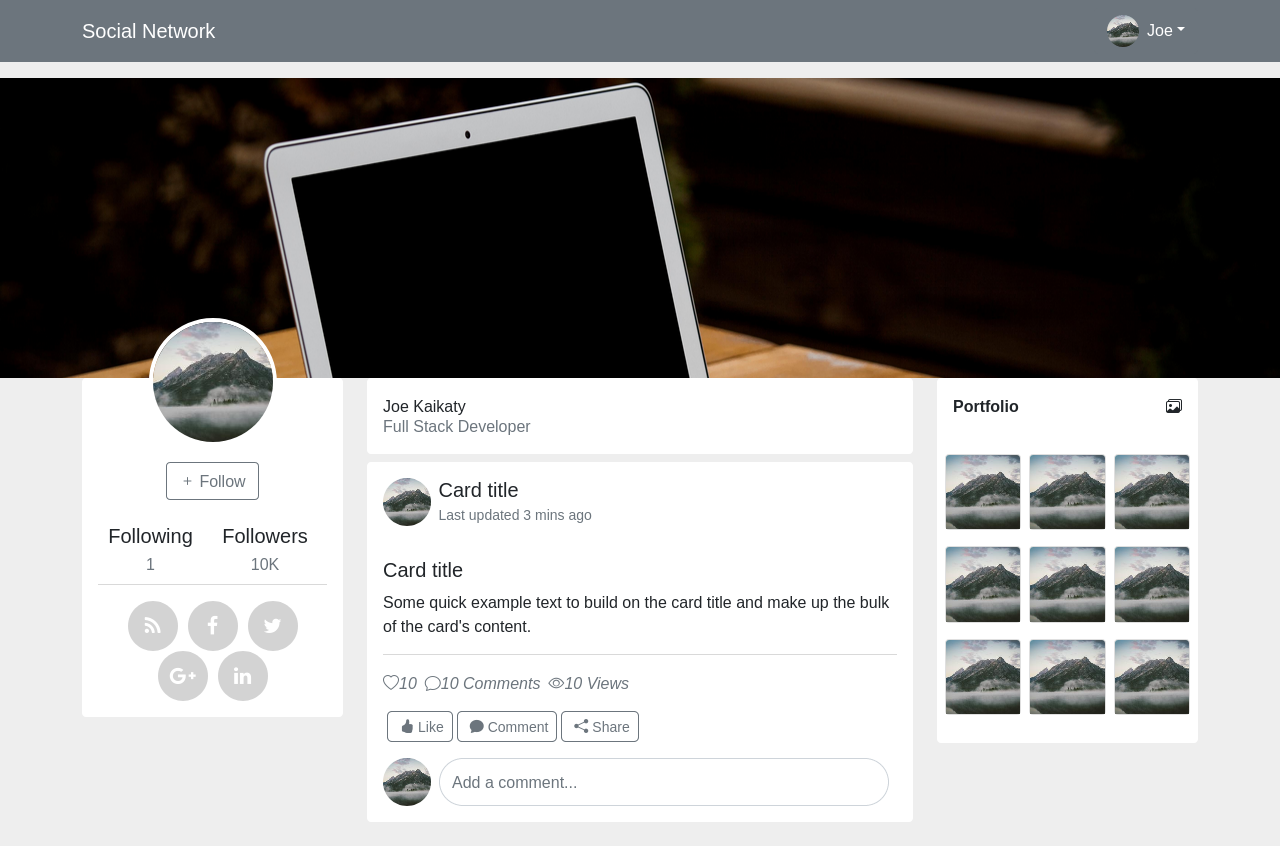 Social Network
Joe
Follow
Following
Followers
1
10K
Joe Kaikaty
Full Stack Developer
Card title
Last updated 3 mins ago
Card title
Some quick example text to build on the card title and make up the bulk
of the card's content.
10 10 Comments 10 Views
Like Comment Share
Add a comment...
Portfolio